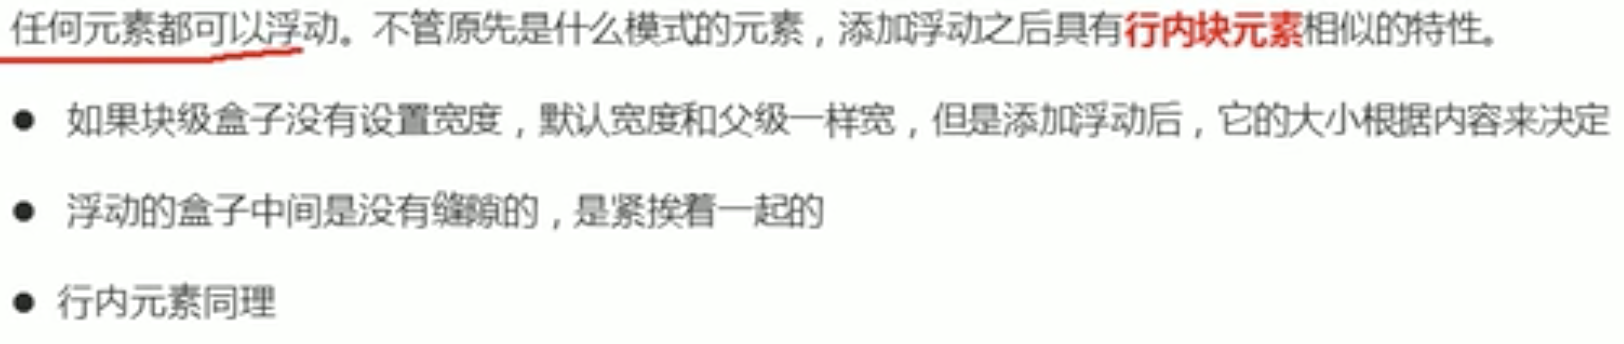 任何元素都可以浮动。不管原先是什么模式的元素，添加浮动之后具有行内块元素相似的特性。
● 如果块级盒子没有设置宽度，默认宽度和父级一样宽，但是添加浮动后，它的大小根据内容来决定
● 浮动的盒子中间是没有缝隙的，是紧挨着一起的
● 行内元素同理